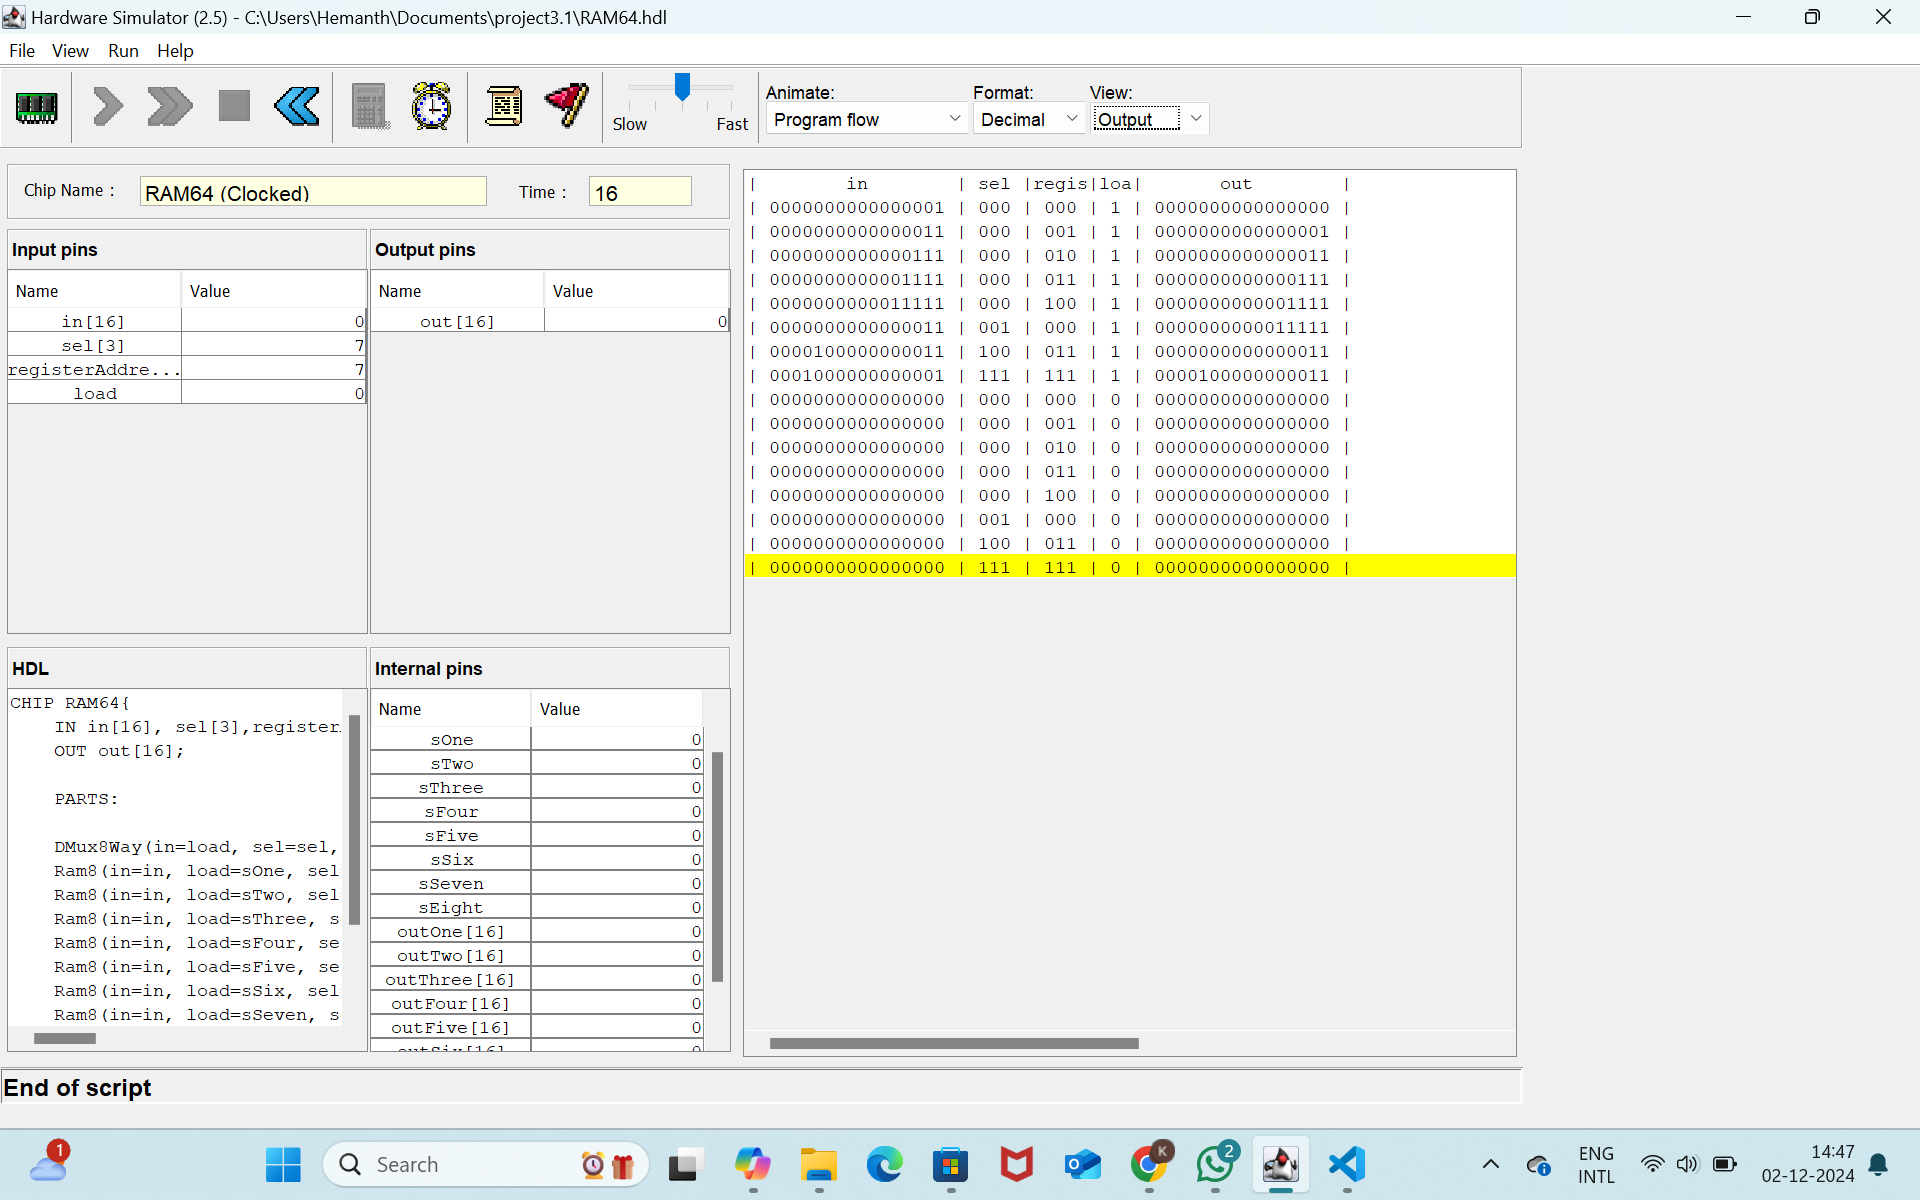 Hardware Simulator (2.5) - C:\Users\Hemanth\Documents\project3.1\RAM64.hdl
File View Run Help
Slow Fast
Animate: Format: View:
Program flow Decimal Output
Chip Name : RAM64 (Clocked) Time : 16
Input pins
Name Value
in[16] 0
sel[3] 7
registerAddre... 7
load 0
Output pins
Name Value
out[16] 0
HDL
CHIP RAM64{
IN in[16], sel[3],register
OUT out[16];
PARTS:
DMux8Way(in=load, sel=sel,
Ram8(in=in, load=sOne, sel
Ram8(in=in, load=sTwo, sel
Ram8(in=in, load=sThree, s
Ram8(in=in, load=sFour, se
Ram8(in=in, load=sFive, se
Ram8(in=in, load=sSix, sel
Ram8(in=in, load=sSeven, s
Internal pins
Name Value
sOne 0
sTwo 0
sThree 0
sFour 0
sFive 0
sSix 0
sSeven 0
sEight 0
outOne[16] 0
outTwo[16] 0
outThree[16] 0
outFour[16] 0
outFive[16] 0
outSix[16] 0
| in | sel |regis|loa| out |
| 0000000000000001 | 000 | 000 | 1 | 0000000000000000 |
| 0000000000000011 | 000 | 001 | 1 | 0000000000000001 |
| 0000000000000111 | 000 | 010 | 1 | 0000000000000011 |
| 0000000000001111 | 000 | 011 | 1 | 0000000000000111 |
| 0000000000011111 | 000 | 100 | 1 | 0000000000001111 |
| 0000000000000011 | 001 | 000 | 1 | 0000000000011111 |
| 0000100000000011 | 100 | 011 | 1 | 0000000000000011 |
| 0001000000000001 | 111 | 111 | 1 | 0000100000000011 |
| 0000000000000000 | 000 | 000 | 0 | 0000000000000000 |
| 0000000000000000 | 000 | 001 | 0 | 0000000000000000 |
| 0000000000000000 | 000 | 010 | 0 | 0000000000000000 |
| 0000000000000000 | 000 | 011 | 0 | 0000000000000000 |
| 0000000000000000 | 000 | 100 | 0 | 0000000000000000 |
| 0000000000000000 | 001 | 000 | 0 | 0000000000000000 |
| 0000000000000000 | 100 | 011 | 0 | 0000000000000000 |
| 0000000000000000 | 111 | 111 | 0 | 0000000000000000 |
End of script
1
Search
K
2
ENG
INTL
14:47
02-12-2024